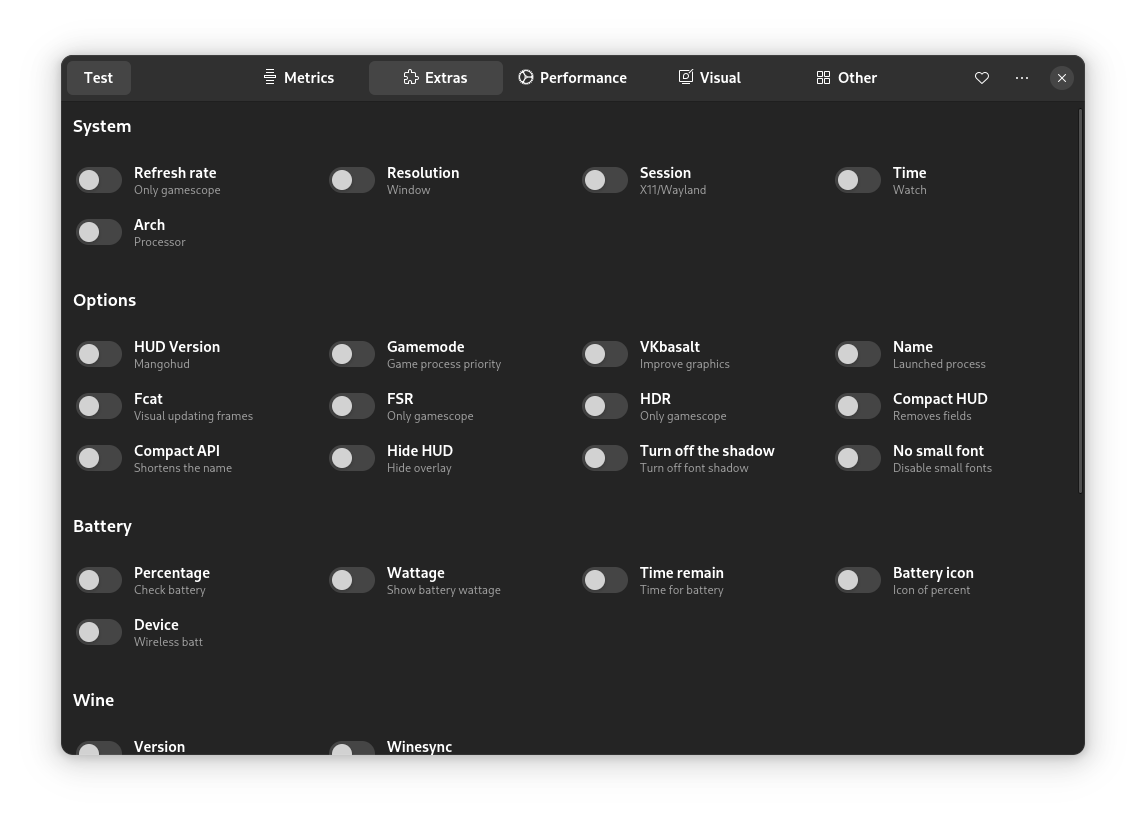 Test
Metrics
Extras
Performance
Visual
Other
System
Refresh rate
Only gamescope
Resolution
Window
Session
X11/Wayland
Time
Watch
Arch
Processor
Options
HUD Version
Mangohud
Gamemode
Game process priority
VKbasalt
Improve graphics
Name
Launched process
Fcat
Visual updating frames
FSR
Only gamescope
HDR
Only gamescope
Compact HUD
Removes fields
Compact API
Shortens the name
Hide HUD
Hide overlay
Turn off the shadow
Turn off font shadow
No small font
Disable small fonts
Battery
Percentage
Check battery
Wattage
Show battery wattage
Time remain
Time for battery
Battery icon
Icon of percent
Device
Wireless batt
Wine
Version
Winesync